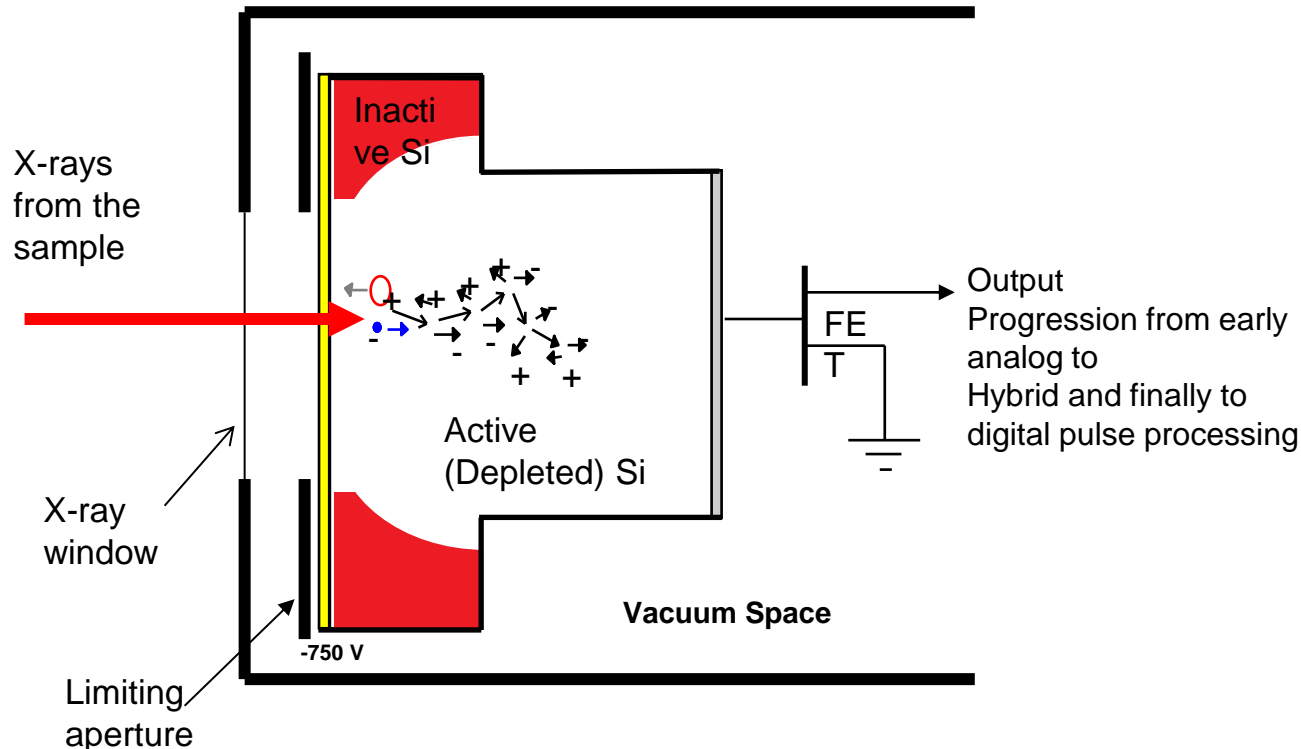 Inacti
ve Si
X-rays
from the
sample
+ - + -
+ + -
- - - -
+ +
Output
Progression from early
analog to
Hybrid and finally to
digital pulse processing
FE
T
Active
(Depleted) Si
X-ray
window
Vacuum Space
-750 V
Limiting
aperture